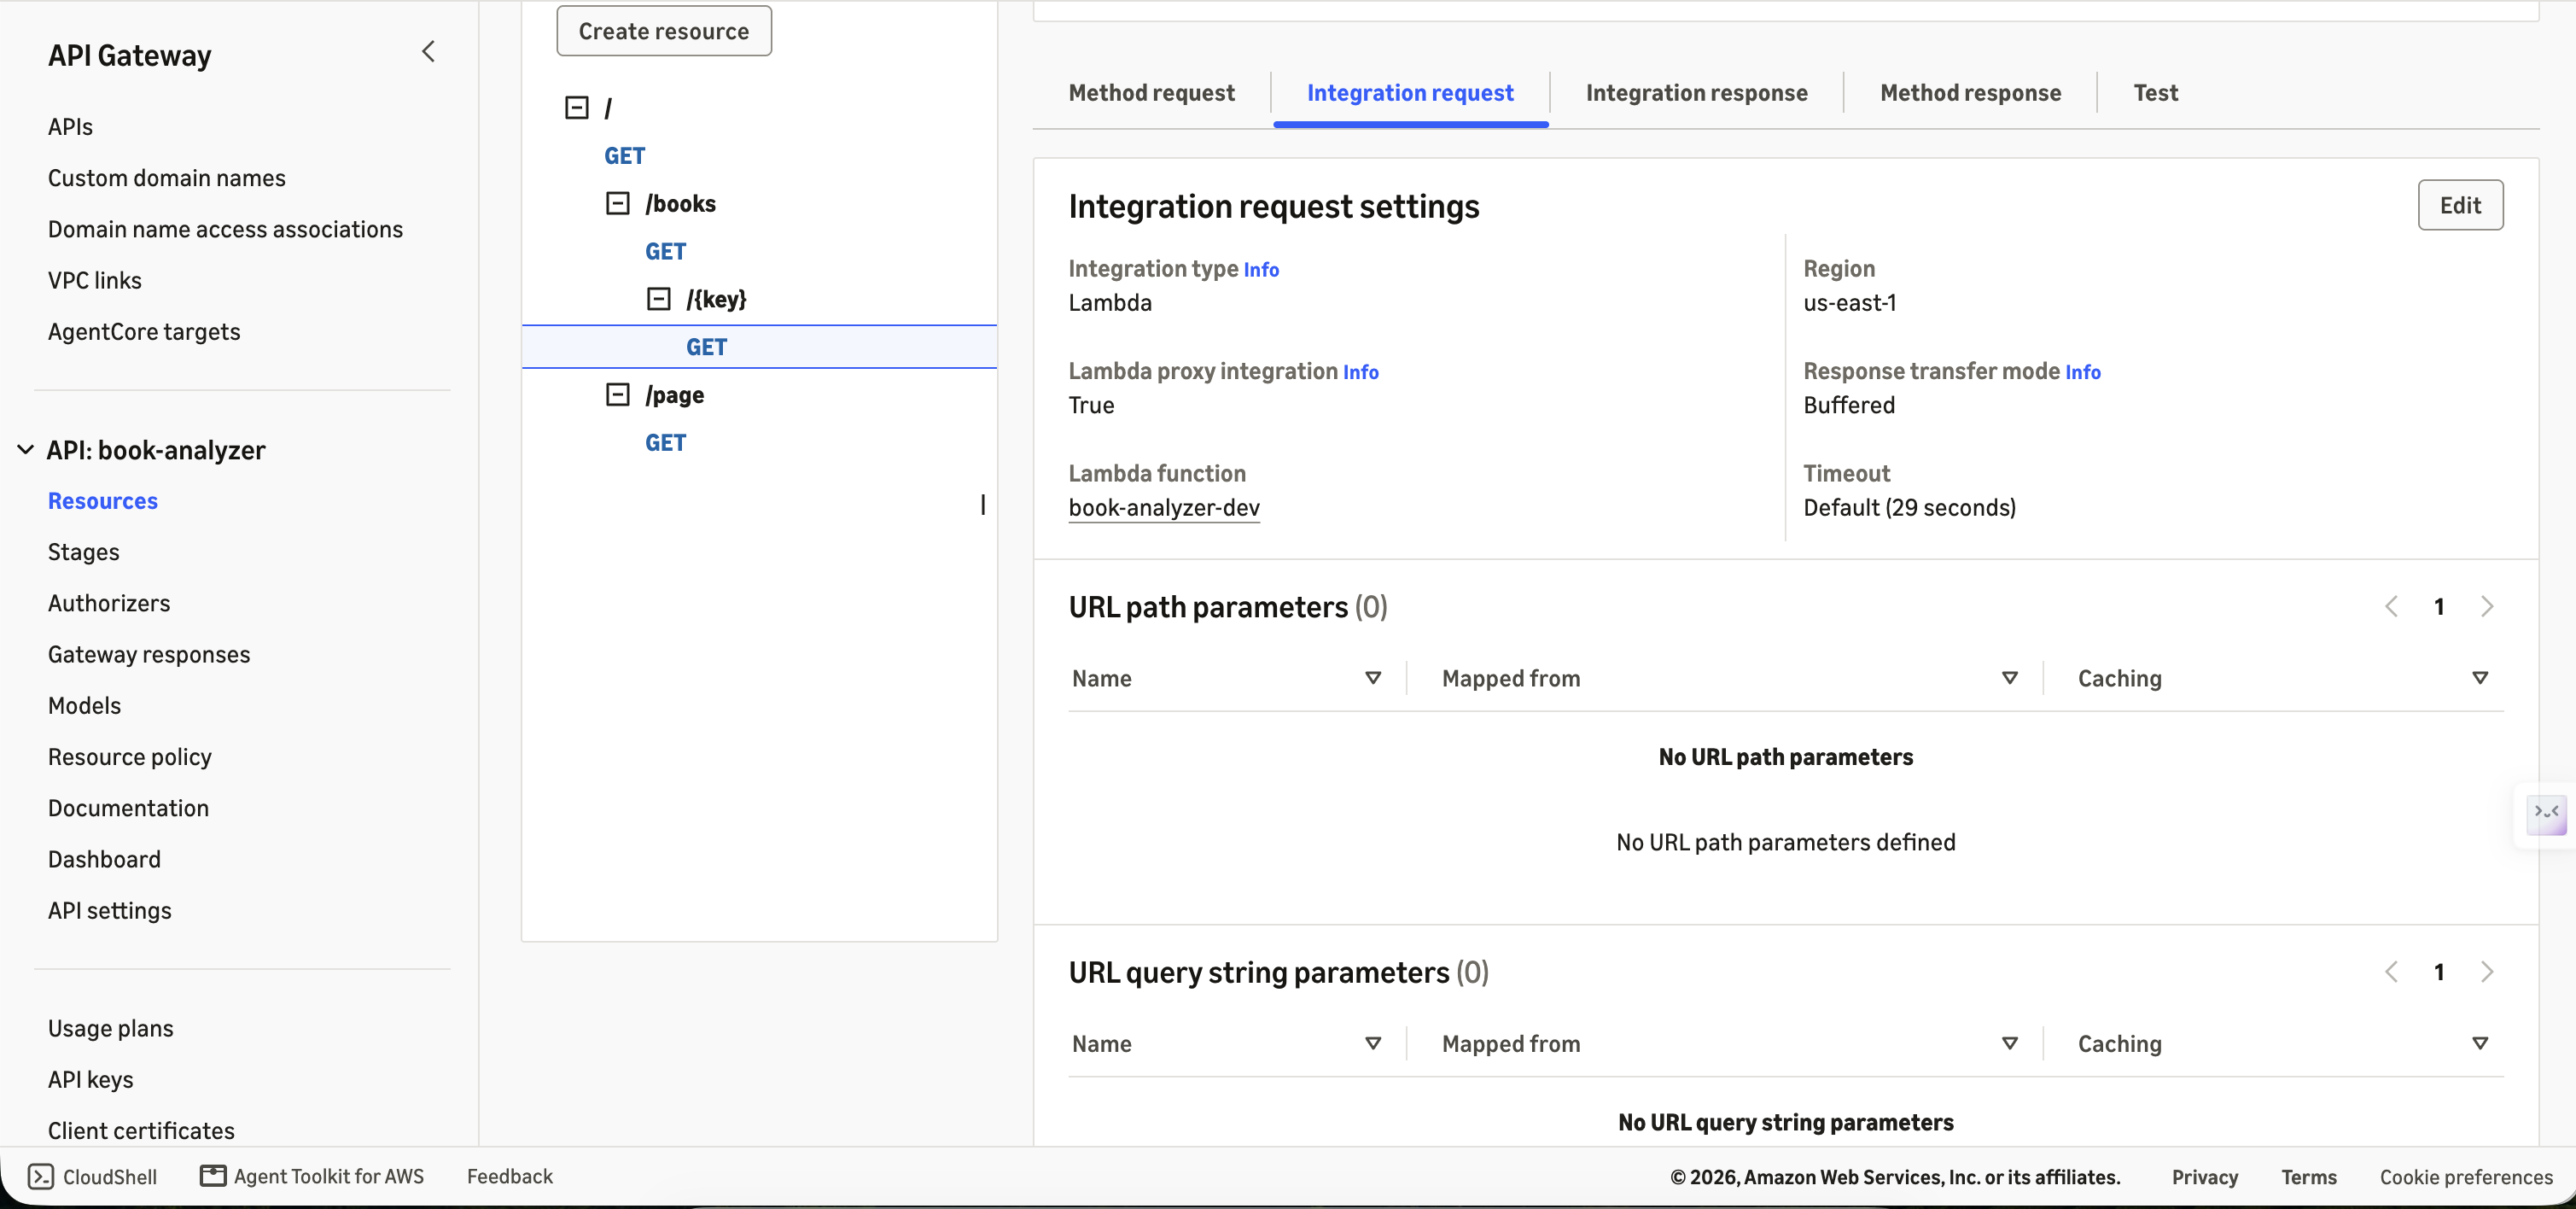 API Gateway
APIs
Custom domain names
Domain name access associations
VPC links
AgentCore targets
API: book-analyzer
Resources
Stages
Authorizers
Gateway responses
Models
Resource policy
Documentation
Dashboard
API settings
Usage plans
API keys
Client certificates
Create resource
/
GET
/books
GET
/{key}
GET
/page
GET
Method request
Integration request
Integration response
Method response
Test
Integration request settings
Edit
Integration type Info
Lambda
Region
us-east-1
Lambda proxy integration Info
True
Response transfer mode Info
Buffered
Lambda function
book-analyzer-dev
Timeout
Default (29 seconds)
URL path parameters (0)
1
Name
Mapped from
Caching
No URL path parameters
No URL path parameters defined
URL query string parameters (0)
1
Name
Mapped from
Caching
No URL query string parameters
CloudShell
Agent Toolkit for AWS
Feedback
© 2026, Amazon Web Services, Inc. or its affiliates.
Privacy
Terms
Cookie preferences